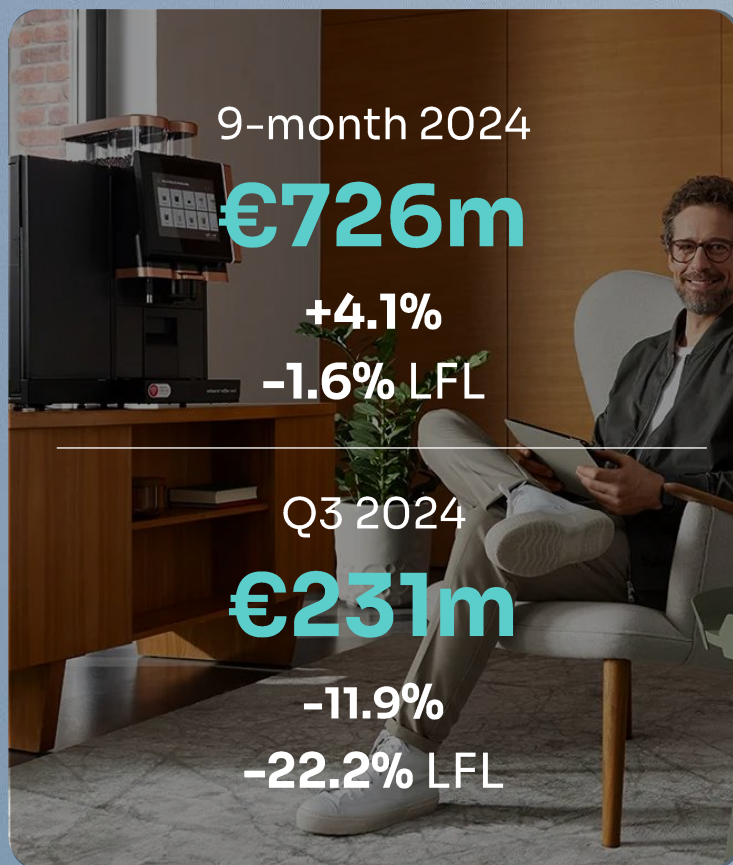 9-month 2024
€726m
+4.1%
-1.6% LFL
Q3 2024
€231m
-11.9%
-22.2% LFL